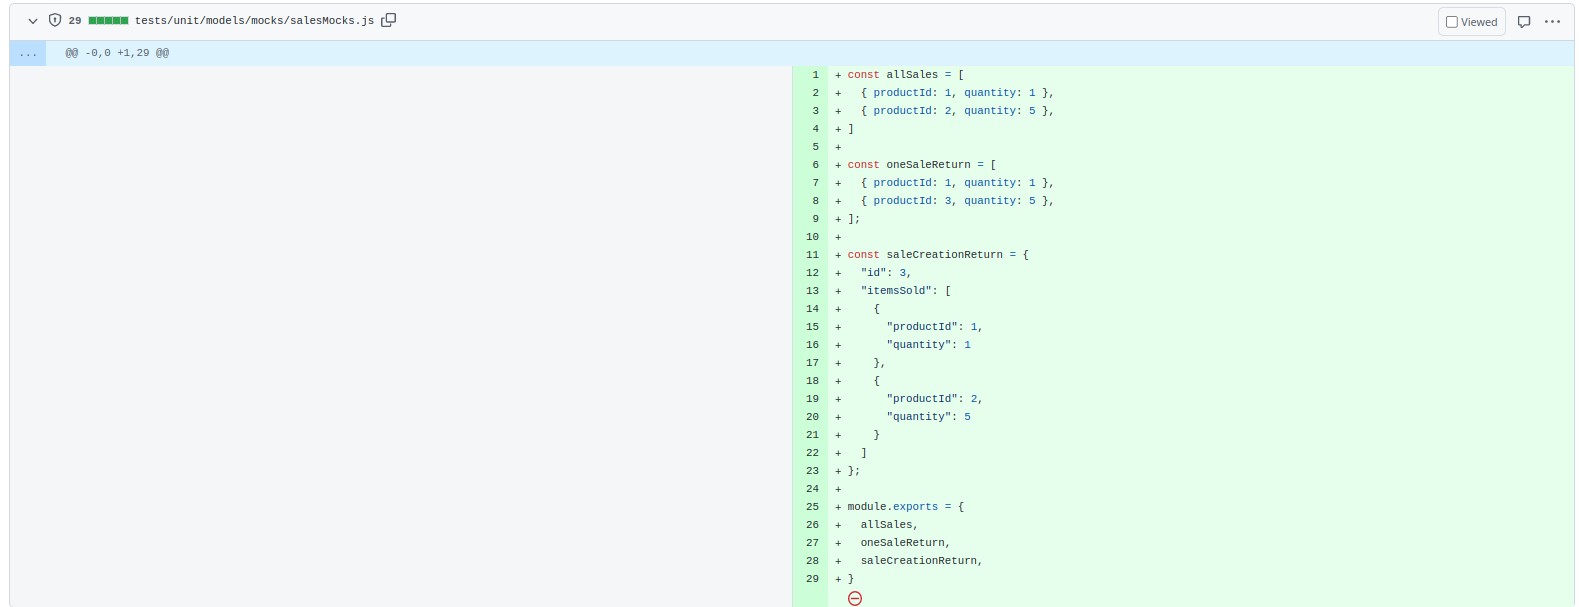 29 tests/unit/models/mocks/salesMocks.js Viewed
... @@ -0,0 +1,29 @@
1 + const allSales = [
2 +   { productId: 1, quantity: 1 },
3 +   { productId: 2, quantity: 5 },
4 + ]
5 +
6 + const oneSaleReturn = [
7 +   { productId: 1, quantity: 1 },
8 +   { productId: 3, quantity: 5 },
9 + ];
10 +
11 + const saleCreationReturn = {
12 +   "id": 3,
13 +   "itemsSold": [
14 +     {
15 +       "productId": 1,
16 +       "quantity": 1
17 +     },
18 +     {
19 +       "productId": 2,
20 +       "quantity": 5
21 +     }
22 +   ]
23 + };
24 +
25 + module.exports = {
26 +   allSales,
27 +   oneSaleReturn,
28 +   saleCreationReturn,
29 + }